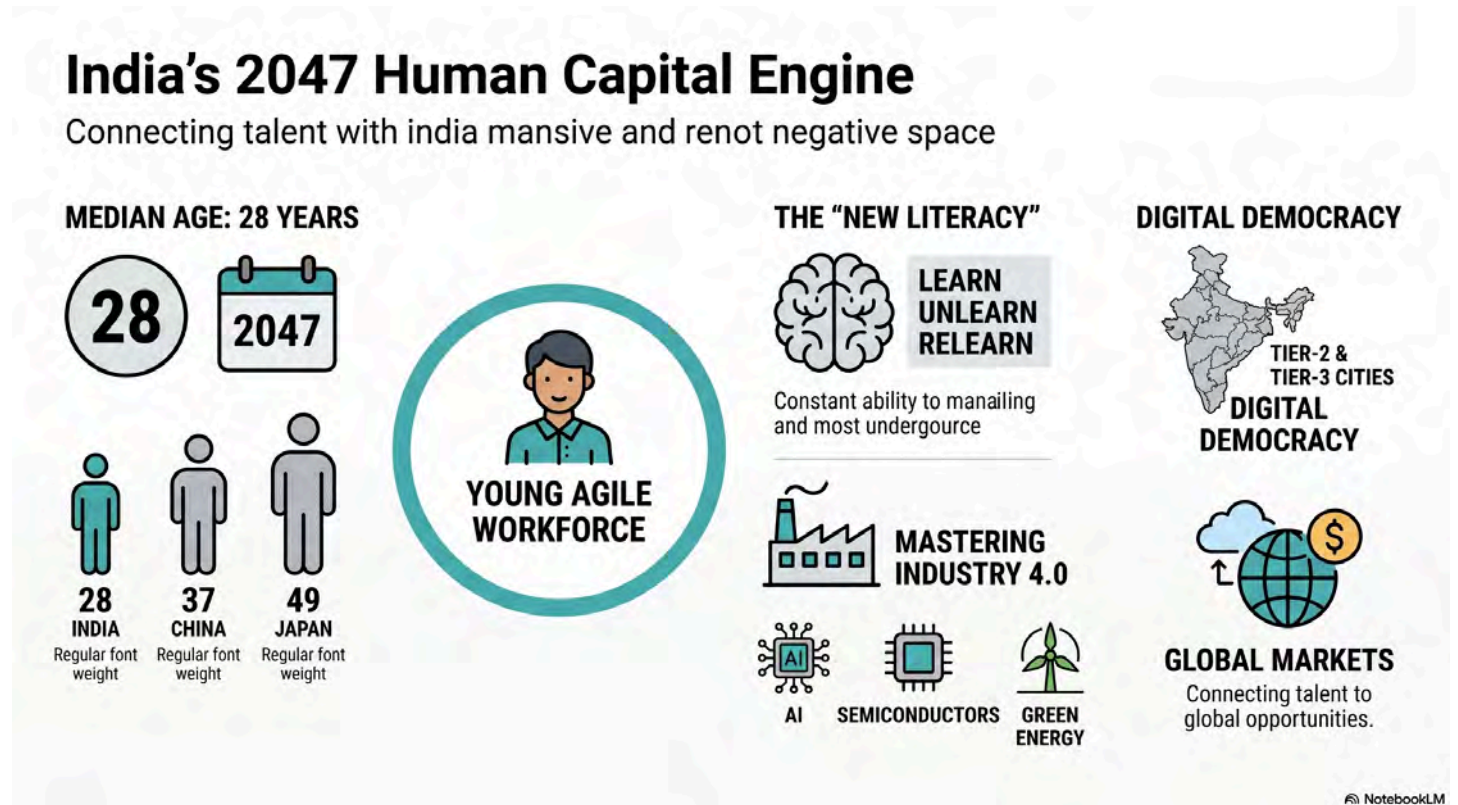 India's 2047 Human Capital Engine
Connecting talent with india mansive and renot negative space
MEDIAN AGE: 28 YEARS
28
2047
28
INDIA
Regular font
weight
37
CHINA
Regular font
weight
49
JAPAN
Regular font
weight
YOUNG AGILE
WORKFORCE
THE “NEW LITERACY”
LEARN
UNLEARN
RELEARN
Constant ability to manailing
and most undergource
MASTERING
INDUSTRY 4.0
AI
AI
SEMICONDUCTORS
GREEN
ENERGY
DIGITAL DEMOCRACY
TIER-2 &
TIER-3 CITIES
DIGITAL
DEMOCRACY
$
GLOBAL MARKETS
Connecting talent to
global opportunities.
NotebookLM